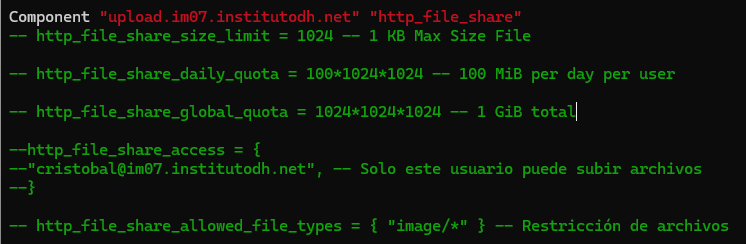 Component "upload.im07.institutodh.net" "http_file_share"
-- http_file_share_size_limit = 1024 -- 1 KB Max Size File
-- http_file_share_daily_quota = 100*1024*1024 -- 100 MiB per day per user
-- http_file_share_global_quota = 1024*1024*1024 -- 1 GiB total
--http_file_share_access = {
--"cristobal@im07.institutodh.net", -- Solo este usuario puede subir archivos
--}
-- http_file_share_allowed_file_types = { "image/*" } -- Restricción de archivos